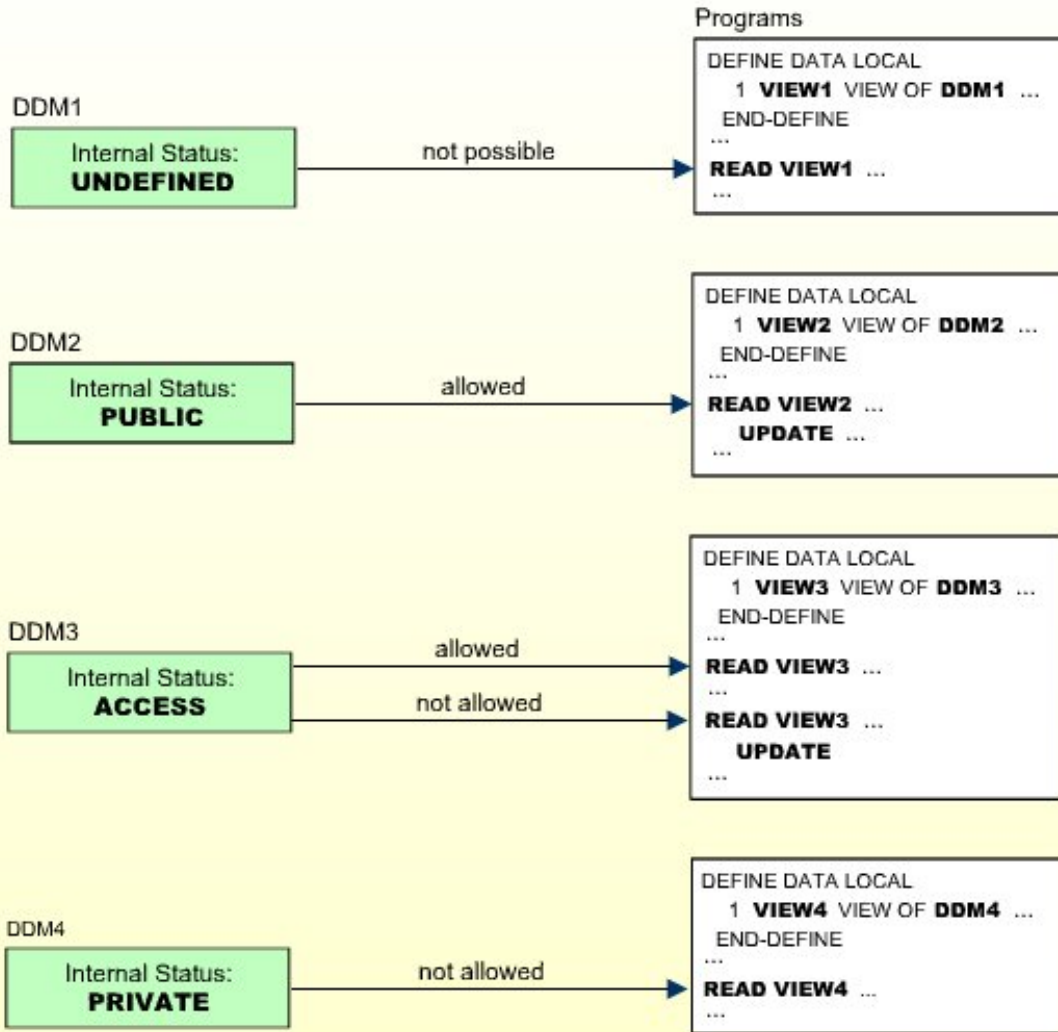 Programs
DDM1
Internal Status:
UNDEFINED
not possible
DEFINE DATA LOCAL
1 VIEW1 VIEW OF DDM1 ...
END-DEFINE
...
READ VIEW1 ...
...
DDM2
Internal Status:
PUBLIC
allowed
DEFINE DATA LOCAL
1 VIEW2 VIEW OF DDM2 ...
END-DEFINE
...
READ VIEW2 ...
UPDATE ...
...
DDM3
Internal Status:
ACCESS
allowed
not allowed
DEFINE DATA LOCAL
1 VIEW3 VIEW OF DDM3 ...
END-DEFINE
...
READ VIEW3 ...
...
READ VIEW3 ...
UPDATE
...
DDM4
Internal Status:
PRIVATE
not allowed
DEFINE DATA LOCAL
1 VIEW4 VIEW OF DDM4 ...
END-DEFINE
...
READ VIEW4 ...
...